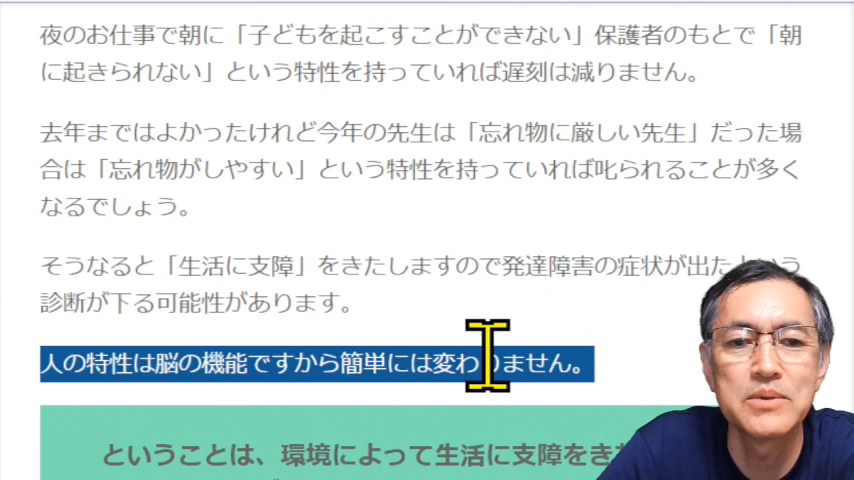 夜のお仕事で朝に「子どもを起こすことができない」保護者のもとで「朝
に起きられない」という特性を持っていれば遅刻は減りません。
去年まではよかったけれど今年の先生は「忘れ物に厳しい先生」だった場
合は「忘れ物がしやすい」という特性を持っていれば叱られることが多く
なるでしょう。
そうなると「生活に支障」をきたしますので発達障害の症状が出たという
診断が下る可能性があります。
人の特性は脳の機能ですから簡単には変わりません。
ということは、環境によって生活に支障をき